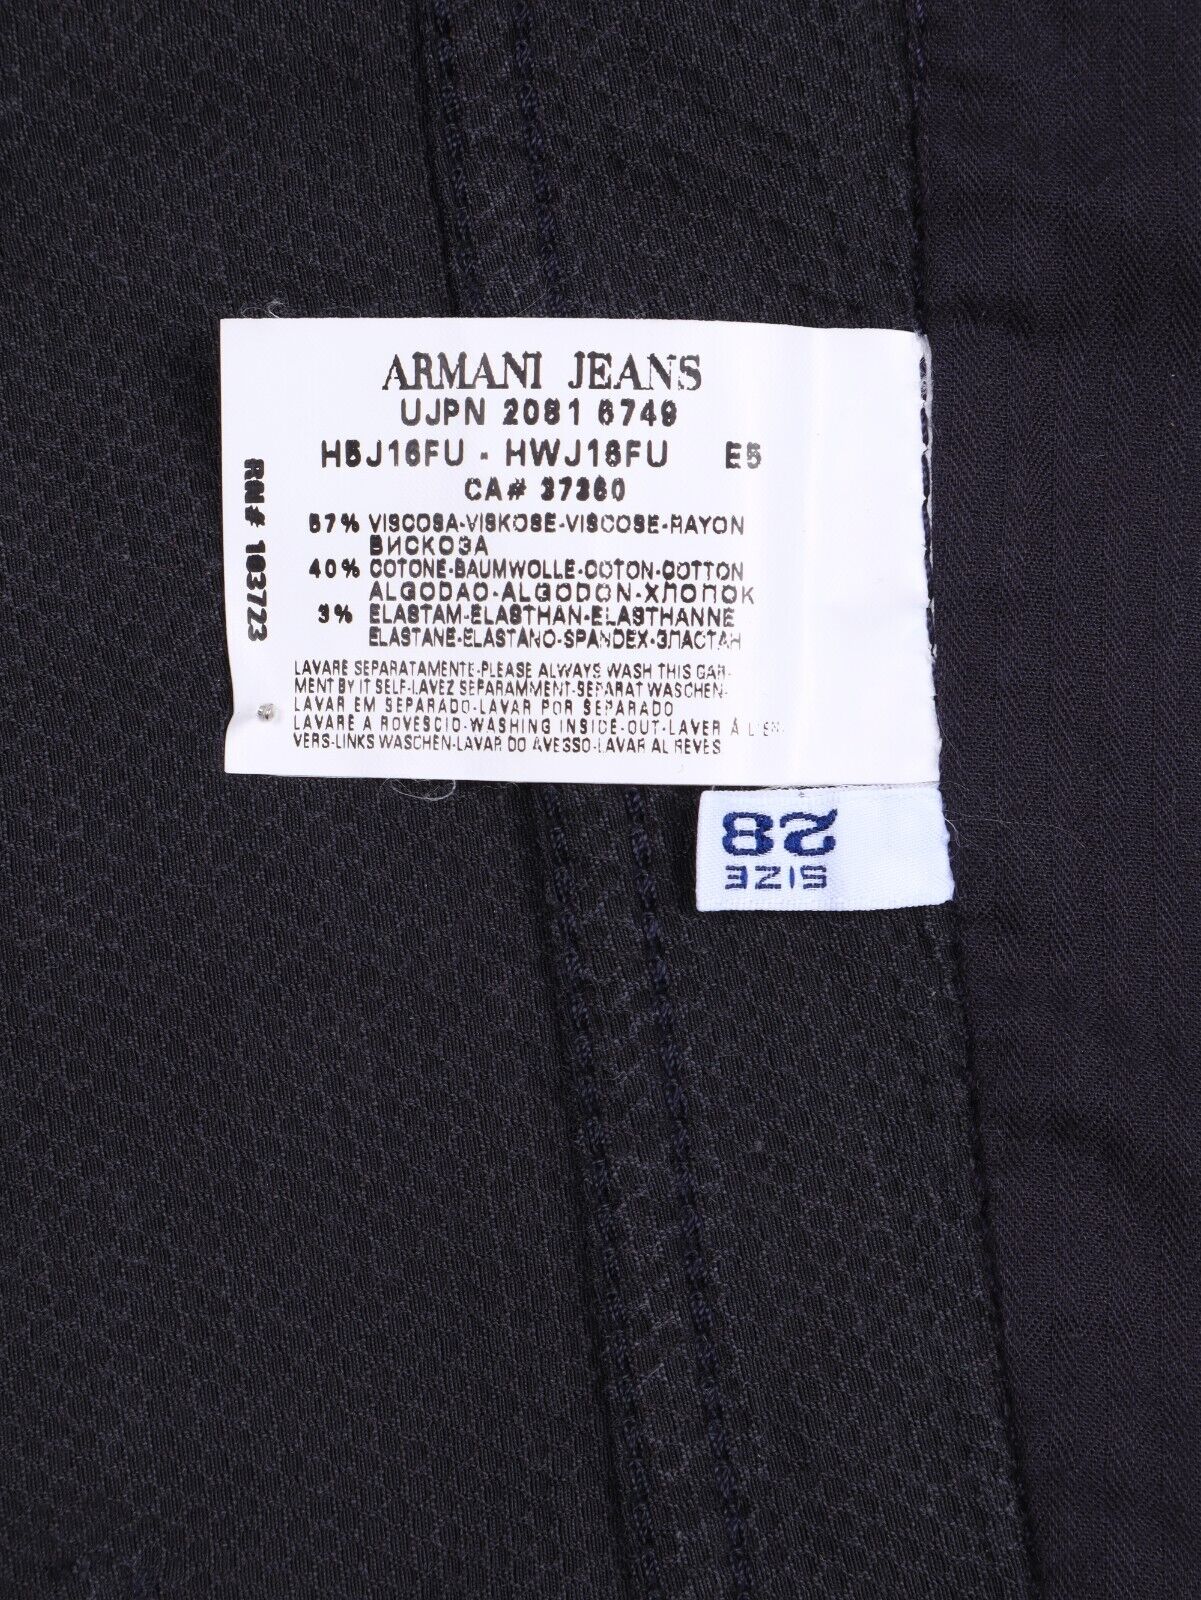 ARMANI JEANS
UJPN 2081 6749
H5J16FU - HWJ16FU E5
CA# 37360
RN# 103723
57% VISCOSA-VISKOSE-VISCOSE-RAYON
ВИСКОЗА
40% COTONE-BAUMWOLLE-COTON-COTTON
ALGODAO-ALGODON-ХЛОПОК
3% ELASTAM-ELASTHAN-ELASTHANNE
ELASTANE-ELASTANO-SPANDEX-ЭЛАСТАН
LAVARE SEPARATAMENTE-PLEASE ALWAYS WASH THIS GAR-
MENT BY IT SELF-LAVEZ SEPARAMMENT-SEPARAT WASCHEN-
LAVAR EM SEPARADO-LAVAR POR SEPARADO
LAVARE A ROVESCIO-WASHING INSIDE-OUT-LAVER Á L'EN-
VERS-LINKS WASCHEN-LAVAR DO AVESSO-LAVAR AL REVES
SIZE
28